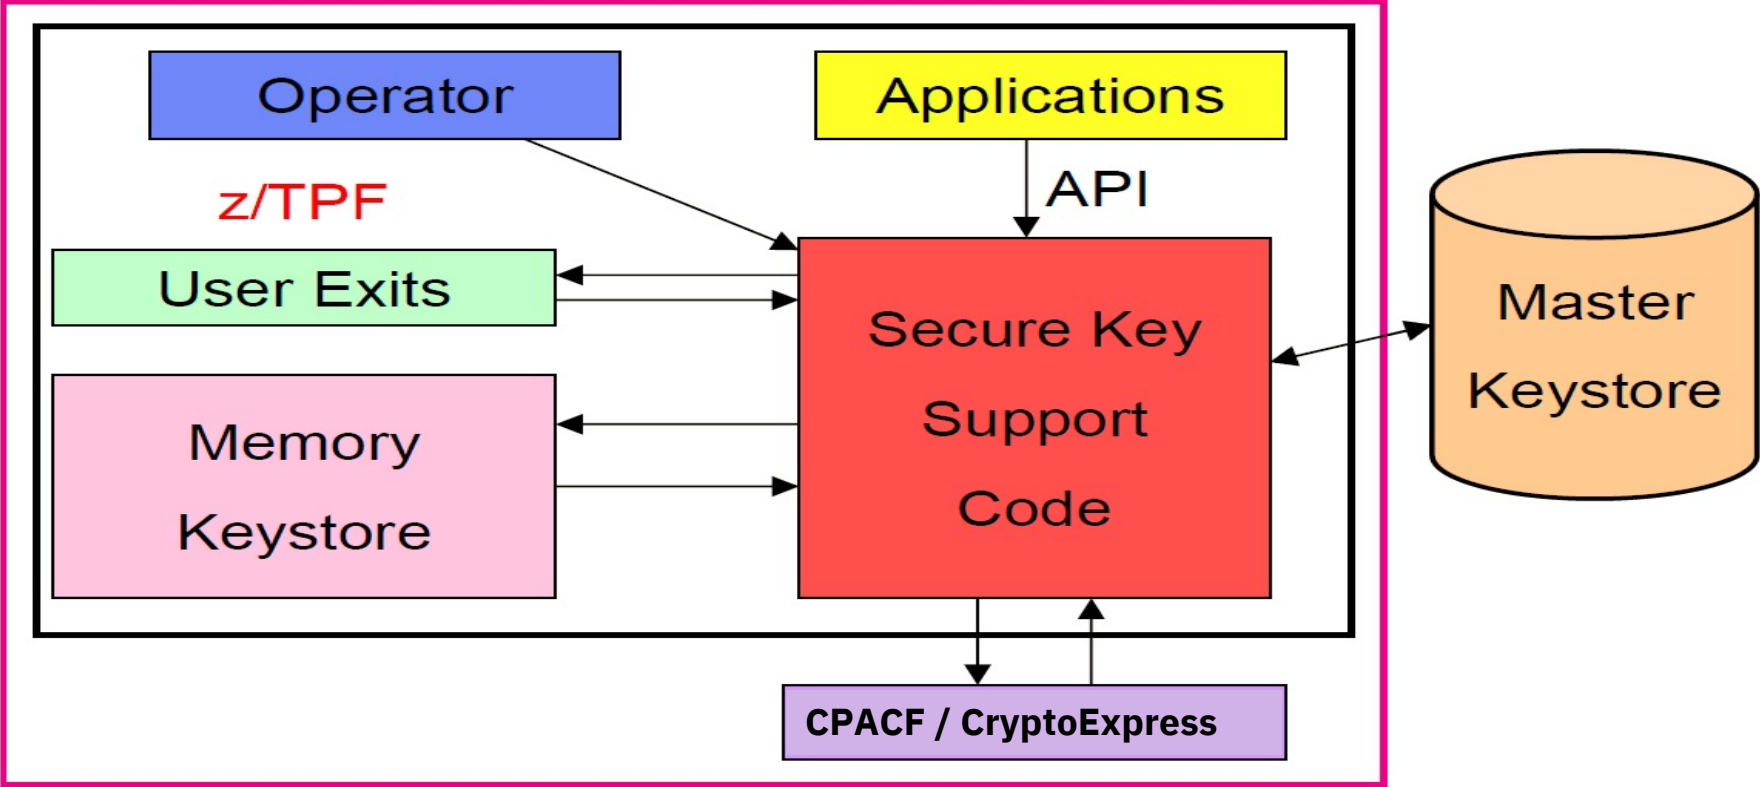 Operator
Applications
z/TPF
API
User Exits
Secure Key
Support
Code
Memory
Keystore
Master
Keystore
CPACF / CryptoExpress